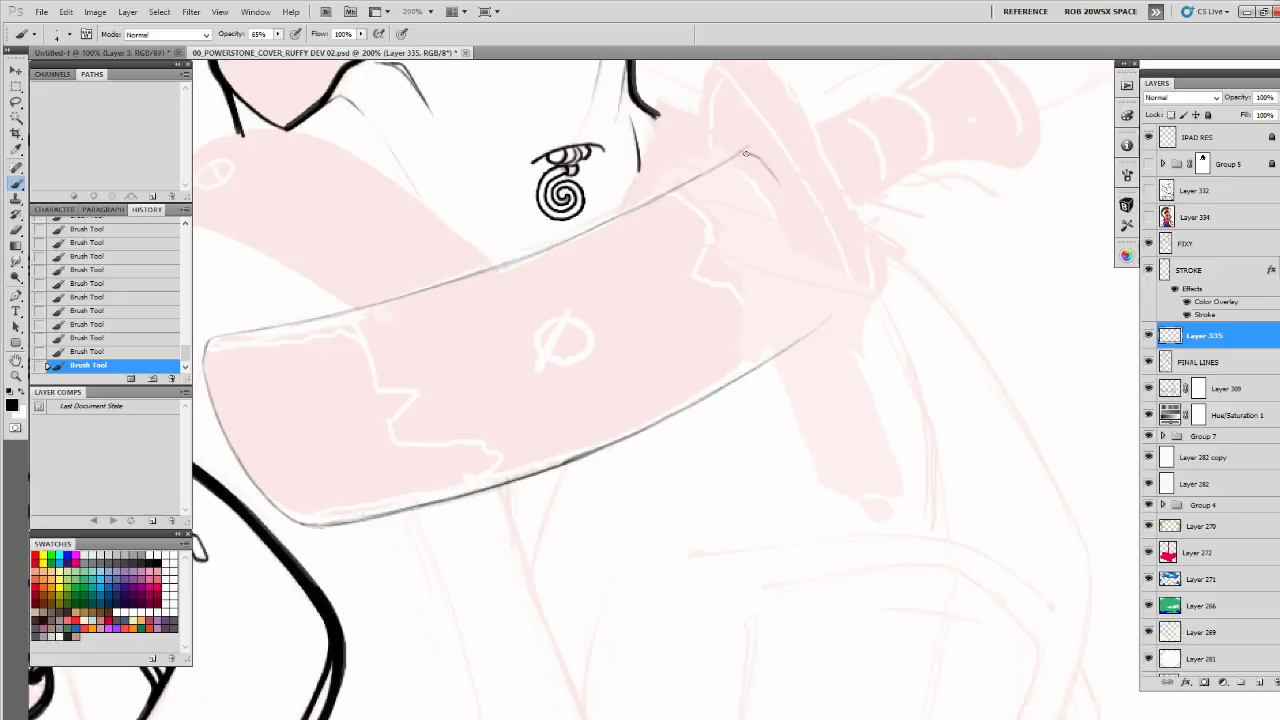 Ps File Edit Image Layer Select Filter View Window Help Br Mb 200% REFERENCE ROB 20WSX SPACE CS Live
4 Mode: Normal Opacity: 65% Flow: 100%
Untitled-1 @ 100% (Layer 3, RGB/8#) * 00_POWERSTONE_COVER_RUFFY DEV 02.psd @ 200% (Layer 335, RGB/8*) *
CHANNELS PATHS
CHARACTER PARAGRAPH HISTORY
Brush Tool
Brush Tool
Brush Tool
Brush Tool
Brush Tool
Brush Tool
Brush Tool
Brush Tool
Brush Tool
Brush Tool
Brush Tool
LAYER COMPS
Last Document State
SWATCHES
LAYERS
Normal Opacity: 100%
Lock: Fill: 100%
IPAD RES
Group 5
Layer 332
Layer 334
FIXY
STROKE fx
Effects
Color Overlay
Stroke
Layer 335
FINAL LINES
Layer 309
Hue/Saturation 1
Group 7
Layer 282 copy
Layer 282
Group 4
Layer 270
Layer 272
Layer 271
Layer 266
Layer 269
Layer 281